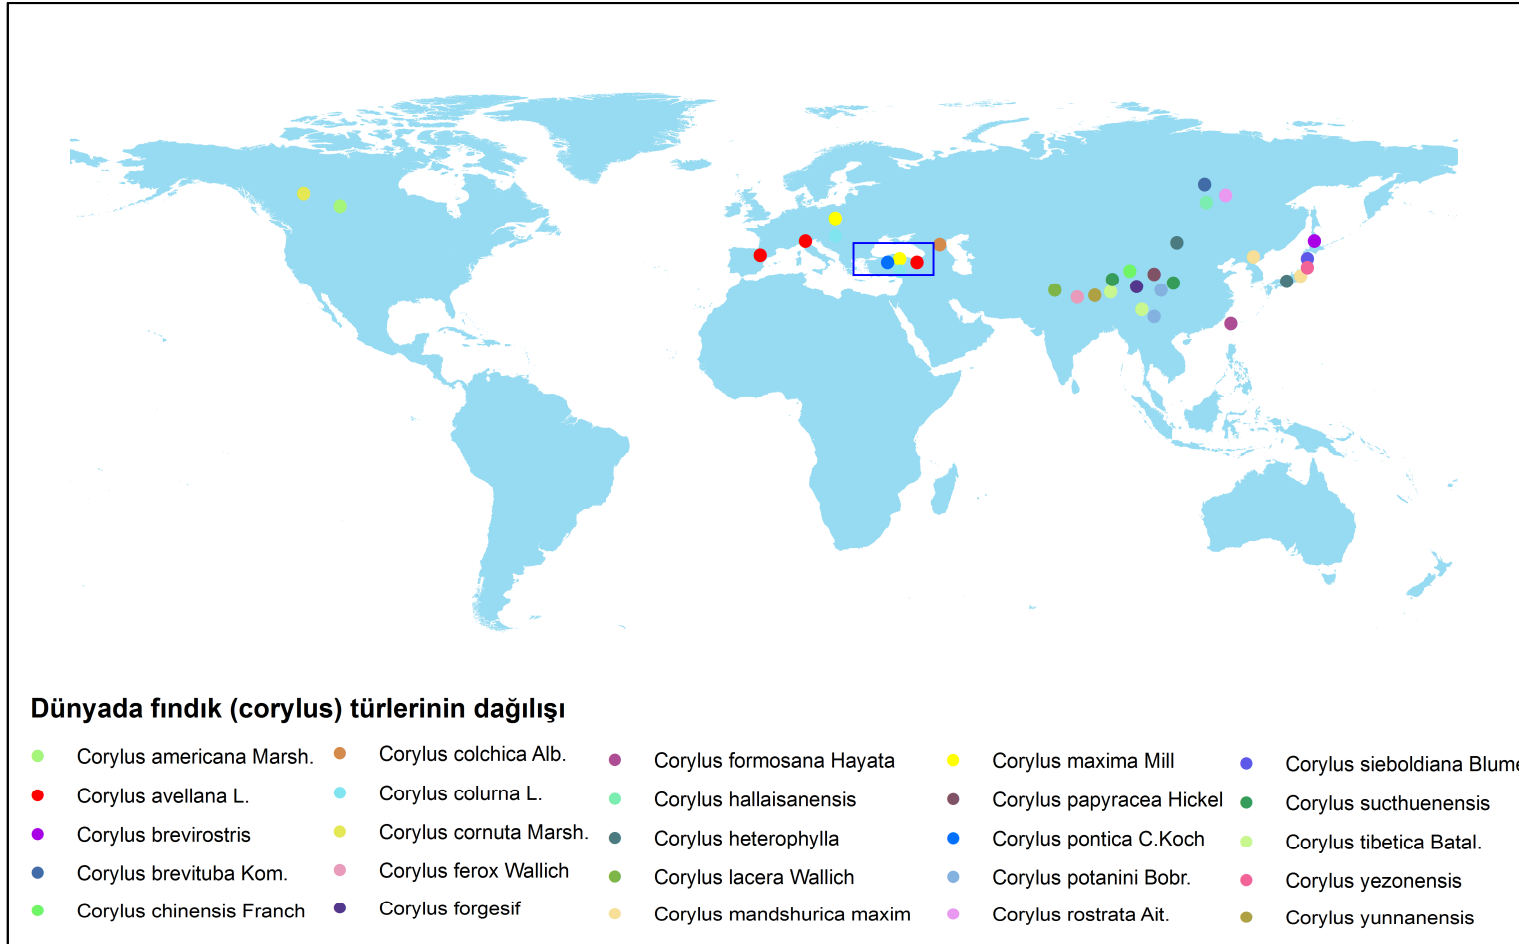 Dünyada fındık (corylus) türlerinin dağılışı
Corylus americana Marsh.
Corylus avellana L.
Corylus brevirostris
Corylus brevituba Kom.
Corylus chinensis Franch
Corylus colchica Alb.
Corylus colurna L.
Corylus cornuta Marsh.
Corylus ferox Wallich
Corylus forgesif
Corylus formosana Hayata
Corylus hallaisanensis
Corylus heterophylla
Corylus lacera Wallich
Corylus mandshurica maxim
Corylus maxima Mill
Corylus papyracea Hickel
Corylus pontica C.Koch
Corylus potanini Bobr.
Corylus rostrata Ait.
Corylus sieboldiana Blume
Corylus sucthuenensis
Corylus tibetica Batal.
Corylus yezonensis
Corylus yunnanensis